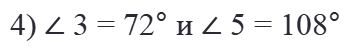 4) ∠ 3 = 72° и ∠ 5 = 108°